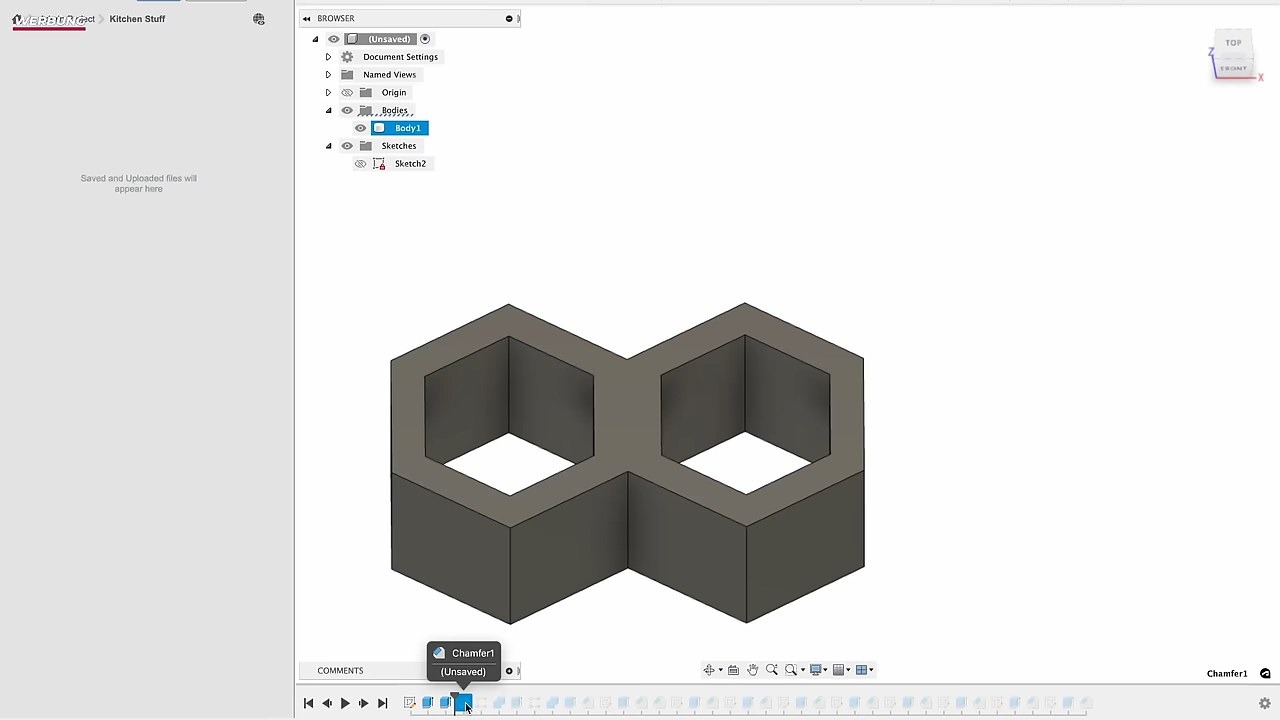 WERBUNG
Kitchen Stuff
Saved and Uploaded files will
appear here
BROWSER
(Unsaved)
Document Settings
Named Views
Origin
Bodies
Body1
Sketches
Sketch2
TOP
FRONT
Z
X
Chamfer1
(Unsaved)
COMMENTS
Chamfer1